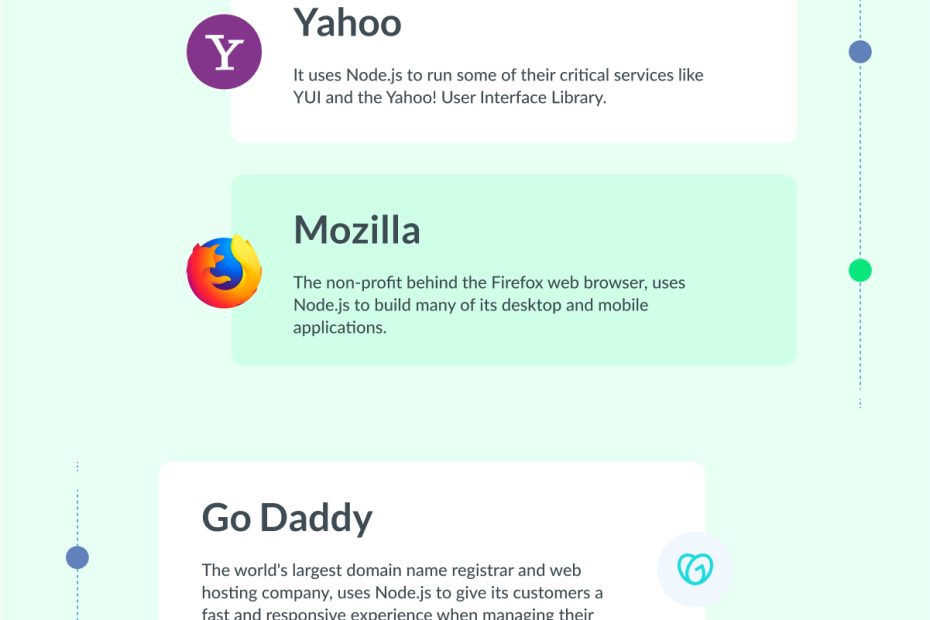 Yahoo
Y
It uses Node.js to run some of their critical services like
YUI and the Yahoo! User Interface Library.
Mozilla
The non-profit behind the Firefox web browser, uses
Node.js to build many of its desktop and mobile
applications.
Go Daddy
The world's largest domain name registrar and web
hosting company, uses Node.js to give its customers a
fast and responsive experience when managing their